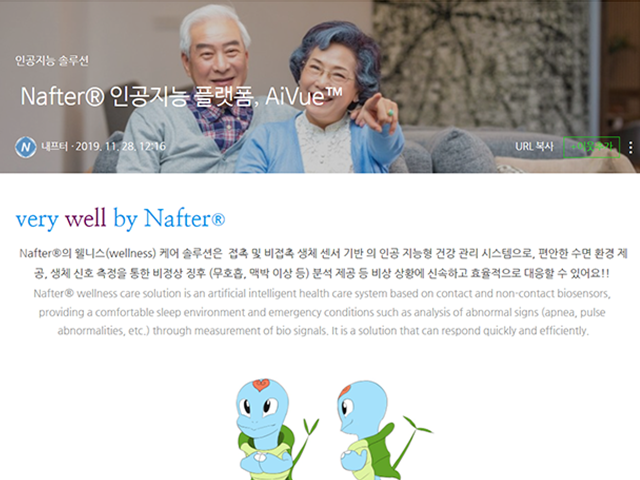 인공지능 솔루션
Nafter® 인공지능 플랫폼, AiVue™
N 내프터 · 2019. 11. 28. 12:16 URL 복사
very well by Nafter®
Nafter®의 웰니스(wellness) 케어 솔루션은 접촉 및 비접촉 생체 센서 기반 의 인공 지능형 건강 관리 시스템으로, 편안한 수면 환경 제
공, 생체 신호 측정을 통한 비정상 징후 (무호흡, 맥박 이상 등) 분석 제공 등 비상 상황에 신속하고 효율적으로 대응할 수 있어요!!
Nafter® wellness care solution is an artificial intelligent health care system based on contact and non-contact biosensors,
providing a comfortable sleep environment and emergency conditions such as analysis of abnormal signs (apnea, pulse
abnormalities, etc.) through measurement of bio signals. It is a solution that can respond quickly and efficiently.